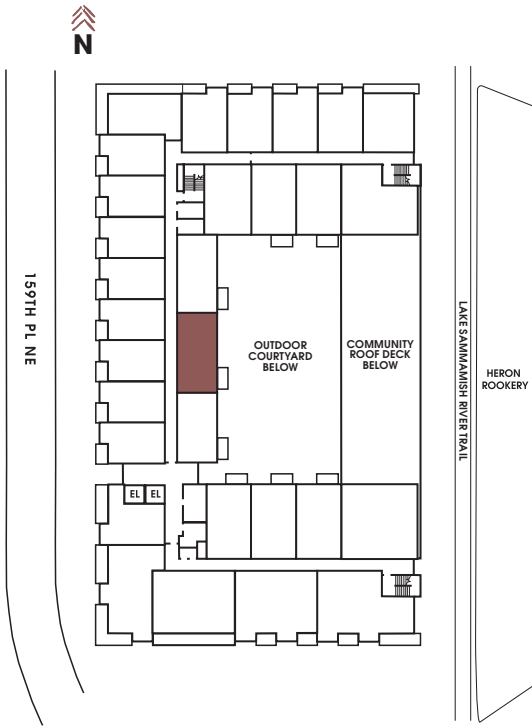 N
159TH PL NE
OUTDOOR
COURTYARD
BELOW
COMMUNITY
ROOF DECK
BELOW
LAKE SAMMAMISH RIVER TRAIL
HERON
ROOKERY
EL EL